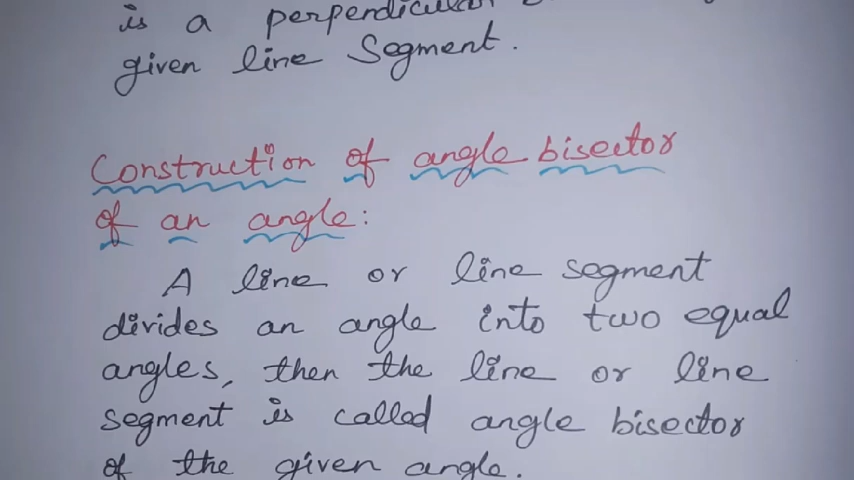 is a perpendicular
given line Segment.
Construction of angle bisector
of an angle:
A line or line segment
divides an angle into two equal
angles, then the line or line
segment is called angle bisector
of the given angle.